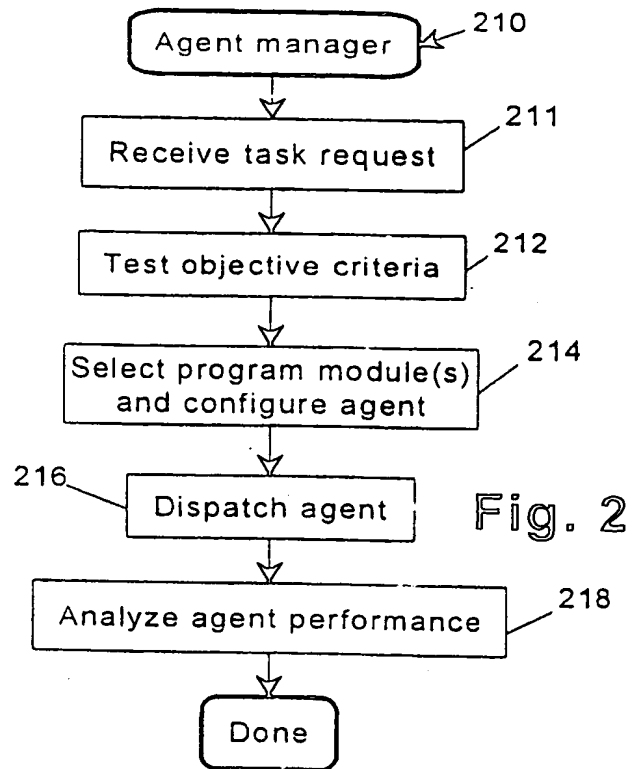 Agent manager
210
Receive task request
211
Test objective criteria
212
Select program module(s)
and configure agent
214
216
Dispatch agent
Fig. 2
Analyze agent performance
218
Done